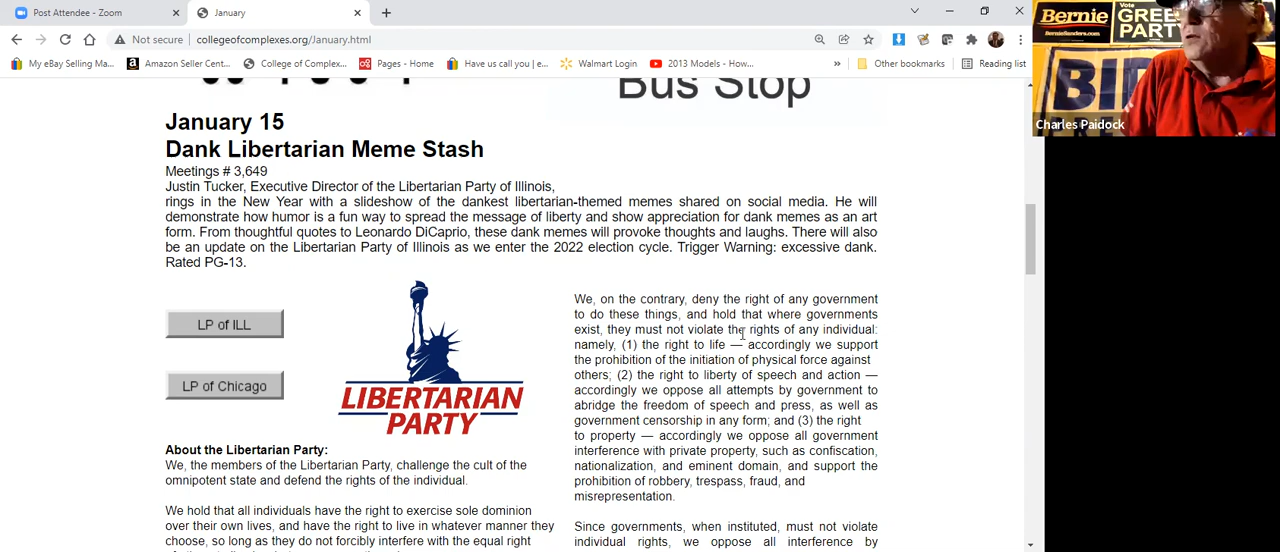 Post Attendee - Zoom
January
Not secure
collegeofcomplexes.org/January.html
My eBay Selling Ma...
Amazon Seller Cent...
College of Complex...
Pages - Home
Have us call you | e...
Walmart Login
2013 Models - How...
»
Other bookmarks
Reading list
Bernie
BernieSanders.com
Vote
GREE
PARTY
Charles Paidock
Bus Stop
January 15
Dank Libertarian Meme Stash
Meetings # 3,649
Justin Tucker, Executive Director of the Libertarian Party of Illinois,
rings in the New Year with a slideshow of the dankest libertarian-themed memes shared on social media. He will
demonstrate how humor is a fun way to spread the message of liberty and show appreciation for dank memes as an art
form. From thoughtful quotes to Leonardo DiCaprio, these dank memes will provoke thoughts and laughs. There will also
be an update on the Libertarian Party of Illinois as we enter the 2022 election cycle. Trigger Warning: excessive dank.
Rated PG-13.
LP of ILL
LP of Chicago
LIBERTARIAN
PARTY
About the Libertarian Party:
We, the members of the Libertarian Party, challenge the cult of the
omnipotent state and defend the rights of the individual.
We hold that all individuals have the right to exercise sole dominion
over their own lives, and have the right to live in whatever manner they
choose, so long as they do not forcibly interfere with the equal right
We, on the contrary, deny the right of any government
to do these things, and hold that where governments
exist, they must not violate the rights of any individual:
namely, (1) the right to life — accordingly we support
the prohibition of the initiation of physical force against
others; (2) the right to liberty of speech and action —
accordingly we oppose all attempts by government to
abridge the freedom of speech and press, as well as
government censorship in any form; and (3) the right
to property — accordingly we oppose all government
interference with private property, such as confiscation,
nationalization, and eminent domain, and support the
prohibition of robbery, trespass, fraud, and
misrepresentation.
Since governments, when instituted, must not violate
individual rights, we oppose all interference by